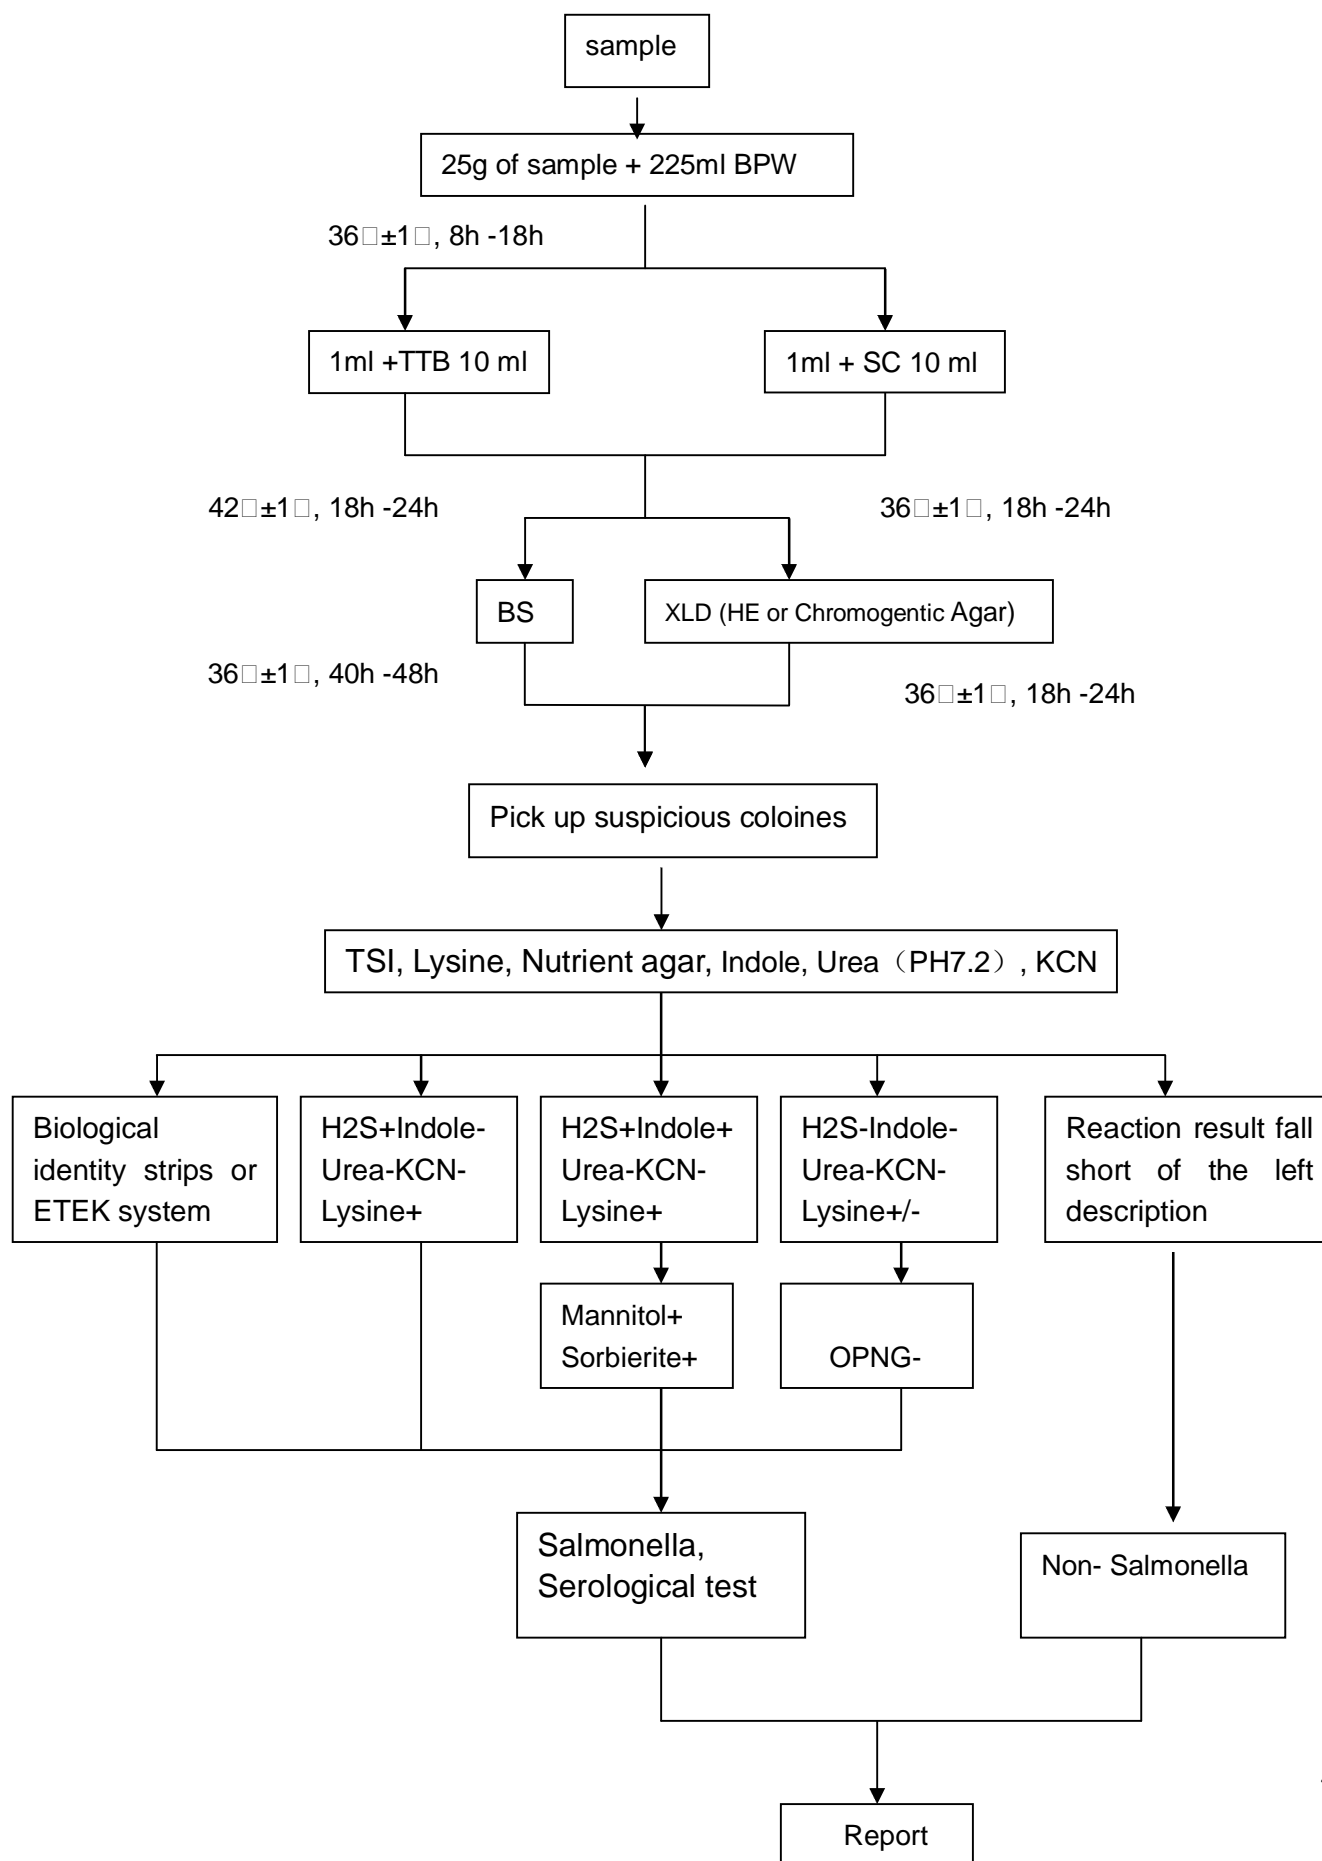 sample
25g of sample + 225ml BPW
36□±1□, 8h -18h
1ml +TTB 10 ml
1ml + SC 10 ml
42□±1□, 18h -24h
36□±1□, 18h -24h
BS
XLD (HE or Chromogentic Agar)
36□±1□, 40h -48h
36□±1□, 18h -24h
Pick up suspicious coloines
TSI, Lysine, Nutrient agar, Indole, Urea（PH7.2）, KCN
Biological
identity strips or
ETEK system
H2S+Indole-
Urea-KCN-
Lysine+
H2S+Indole+
Urea-KCN-
Lysine+
H2S-Indole-
Urea-KCN-
Lysine+/-
Reaction result fall
short of the left
description
Mannitol+
Sorbierite+
OPNG-
Salmonella,
Serological test
Non- Salmonella
Report